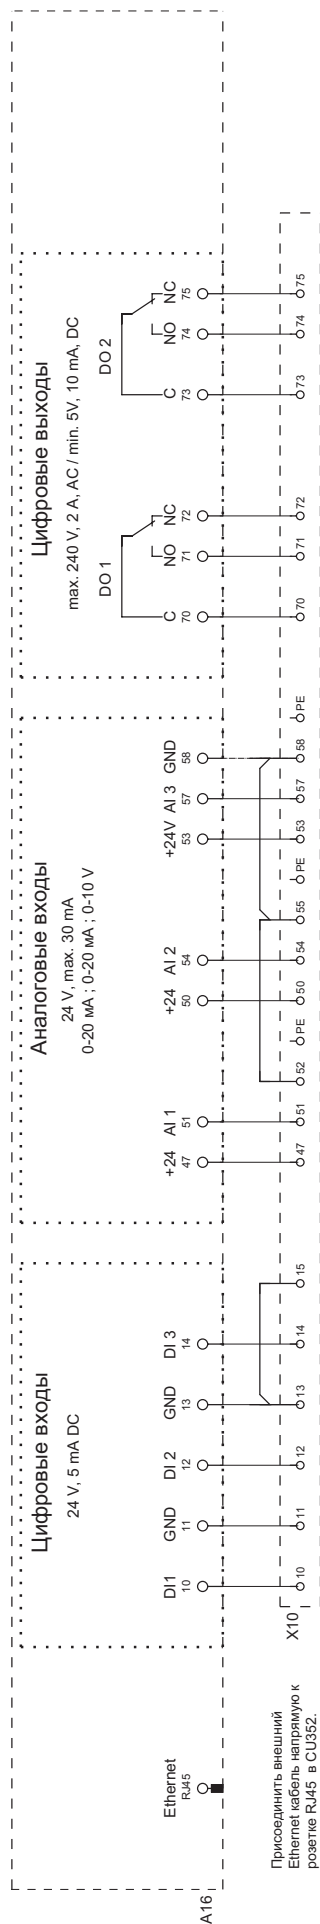 A16
Ethernet
RJ45
Присоединить внешний
Ethernet кабель напрямую к
розетке RJ45 в CU352.
Цифровые входы
24 V, 5 mA DC
DI1
GND
DI 2
GND
DI 3
10
11
12
13
14
Аналоговые входы
24 V, max. 30 mA
0-20 мА ; 0-20 мА ; 0-10 V
+24
AI 1
+24
AI 2
+24V
AI 3
GND
47
51
50
54
53
57
58
Цифровые выходы
max. 240 V, 2 A, AC / min. 5V, 10 mA, DC
DO 1
DO 2
C
NO
NC
C
NO
NC
70
71
72
73
74
75
X10
10
11
12
13
14
15
47
51
52
PE
50
54
55
PE
53
57
58
PE
70
71
72
73
74
75